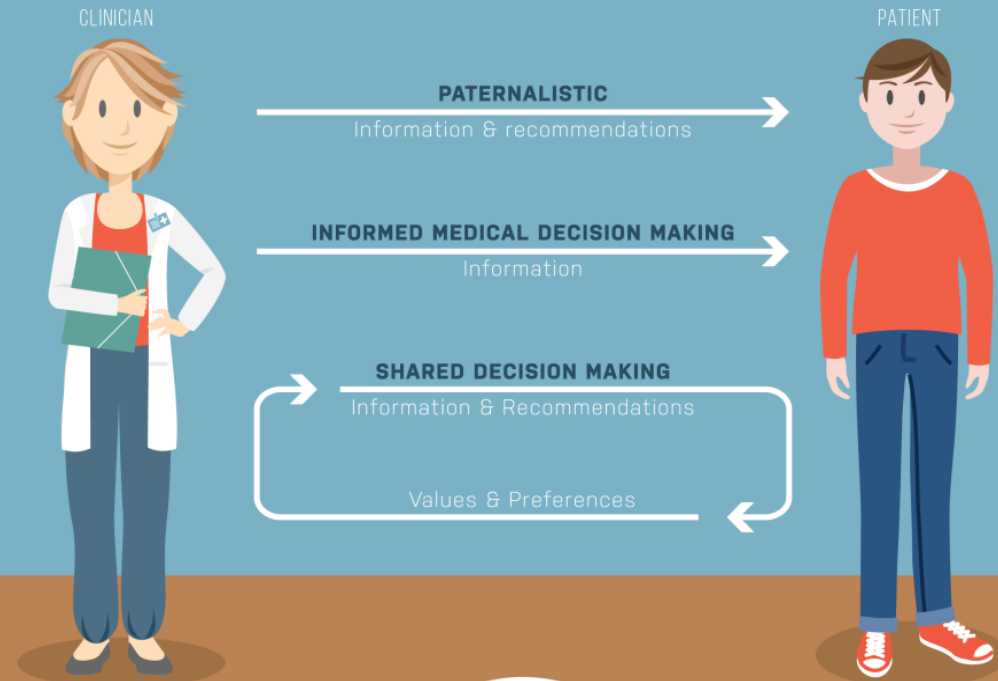 CLINICIAN
PATIENT
PATERNALISTIC
Information & recommendations
INFORMED MEDICAL DECISION MAKING
Information
SHARED DECISION MAKING
Information & Recommendations
Values & Preferences